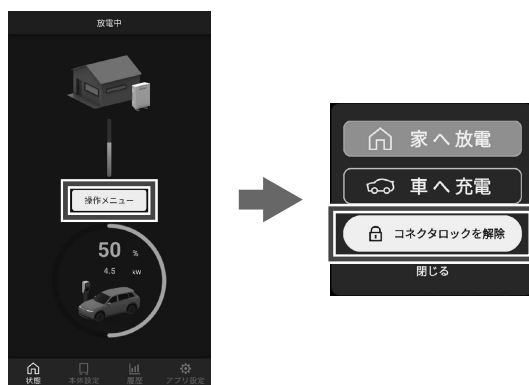 放電中
操作メニュー
50 %
4.5 kW
状態
本体設定
履歴
アプリ設定
家へ放電
車へ充電
コネクタロックを解除
閉じる